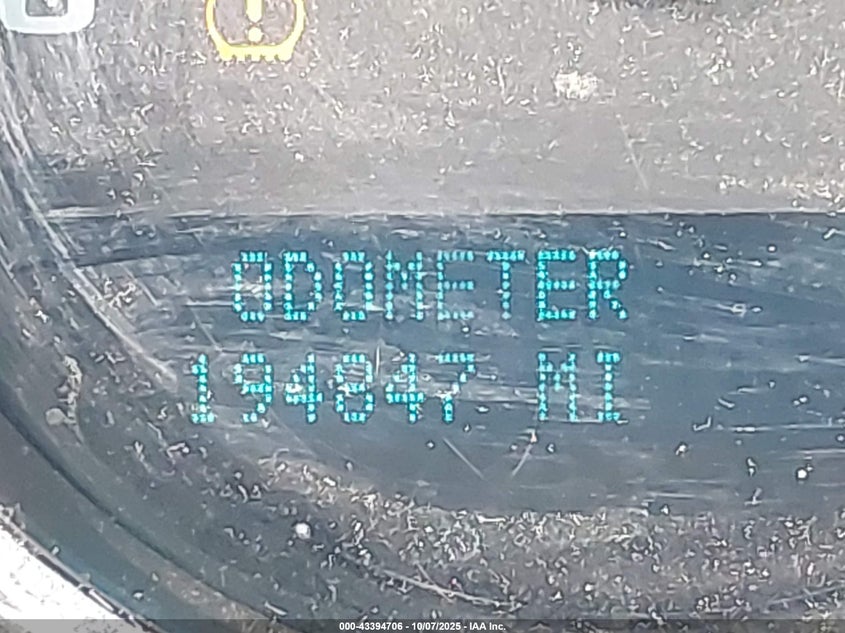 ODOMETER
194847 MI
000-43394706 - 10/07/2025 - IAA Inc.